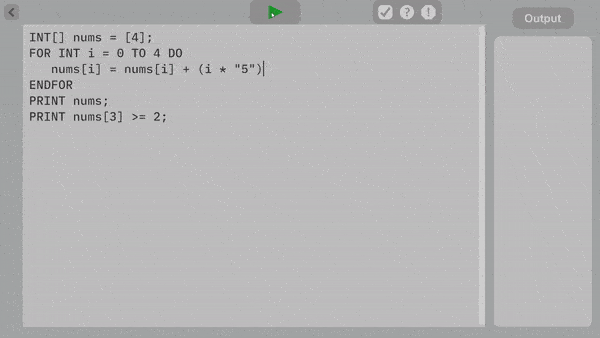 Output
INT[] nums = [4];
FOR INT i = 0 TO 4 DO
   nums[i] = nums[i] + (i * "5")
ENDFOR
PRINT nums;
PRINT nums[3] >= 2;